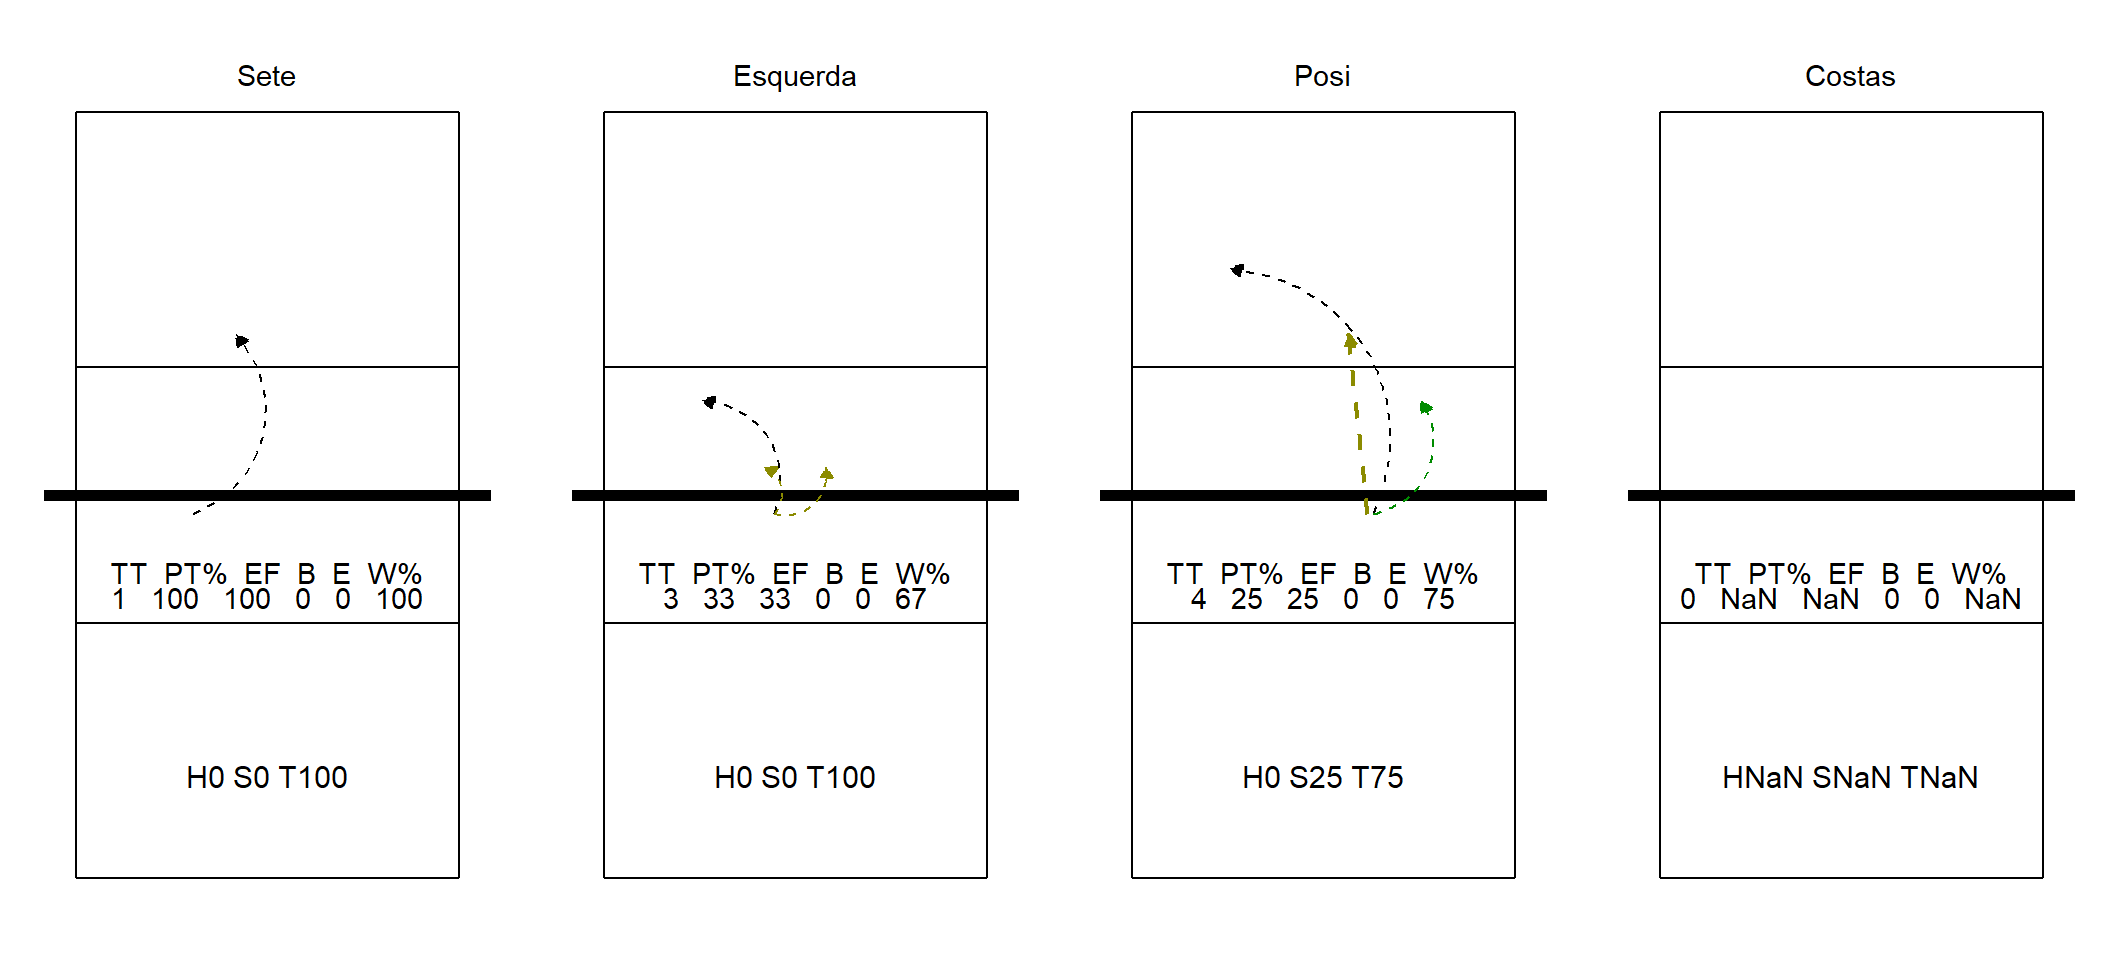 Sete
TT PT% EF B E W%
1 100 100 0 0 100
H0 S0 T100
Esquerda
TT PT% EF B E W%
3 33 33 0 0 67
H0 S0 T100
Posi
TT PT% EF B E W%
4 25 25 0 0 75
H0 S25 T75
Costas
TT PT% EF B E W%
0 NaN NaN 0 0 NaN
HNaN SNaN TNaN